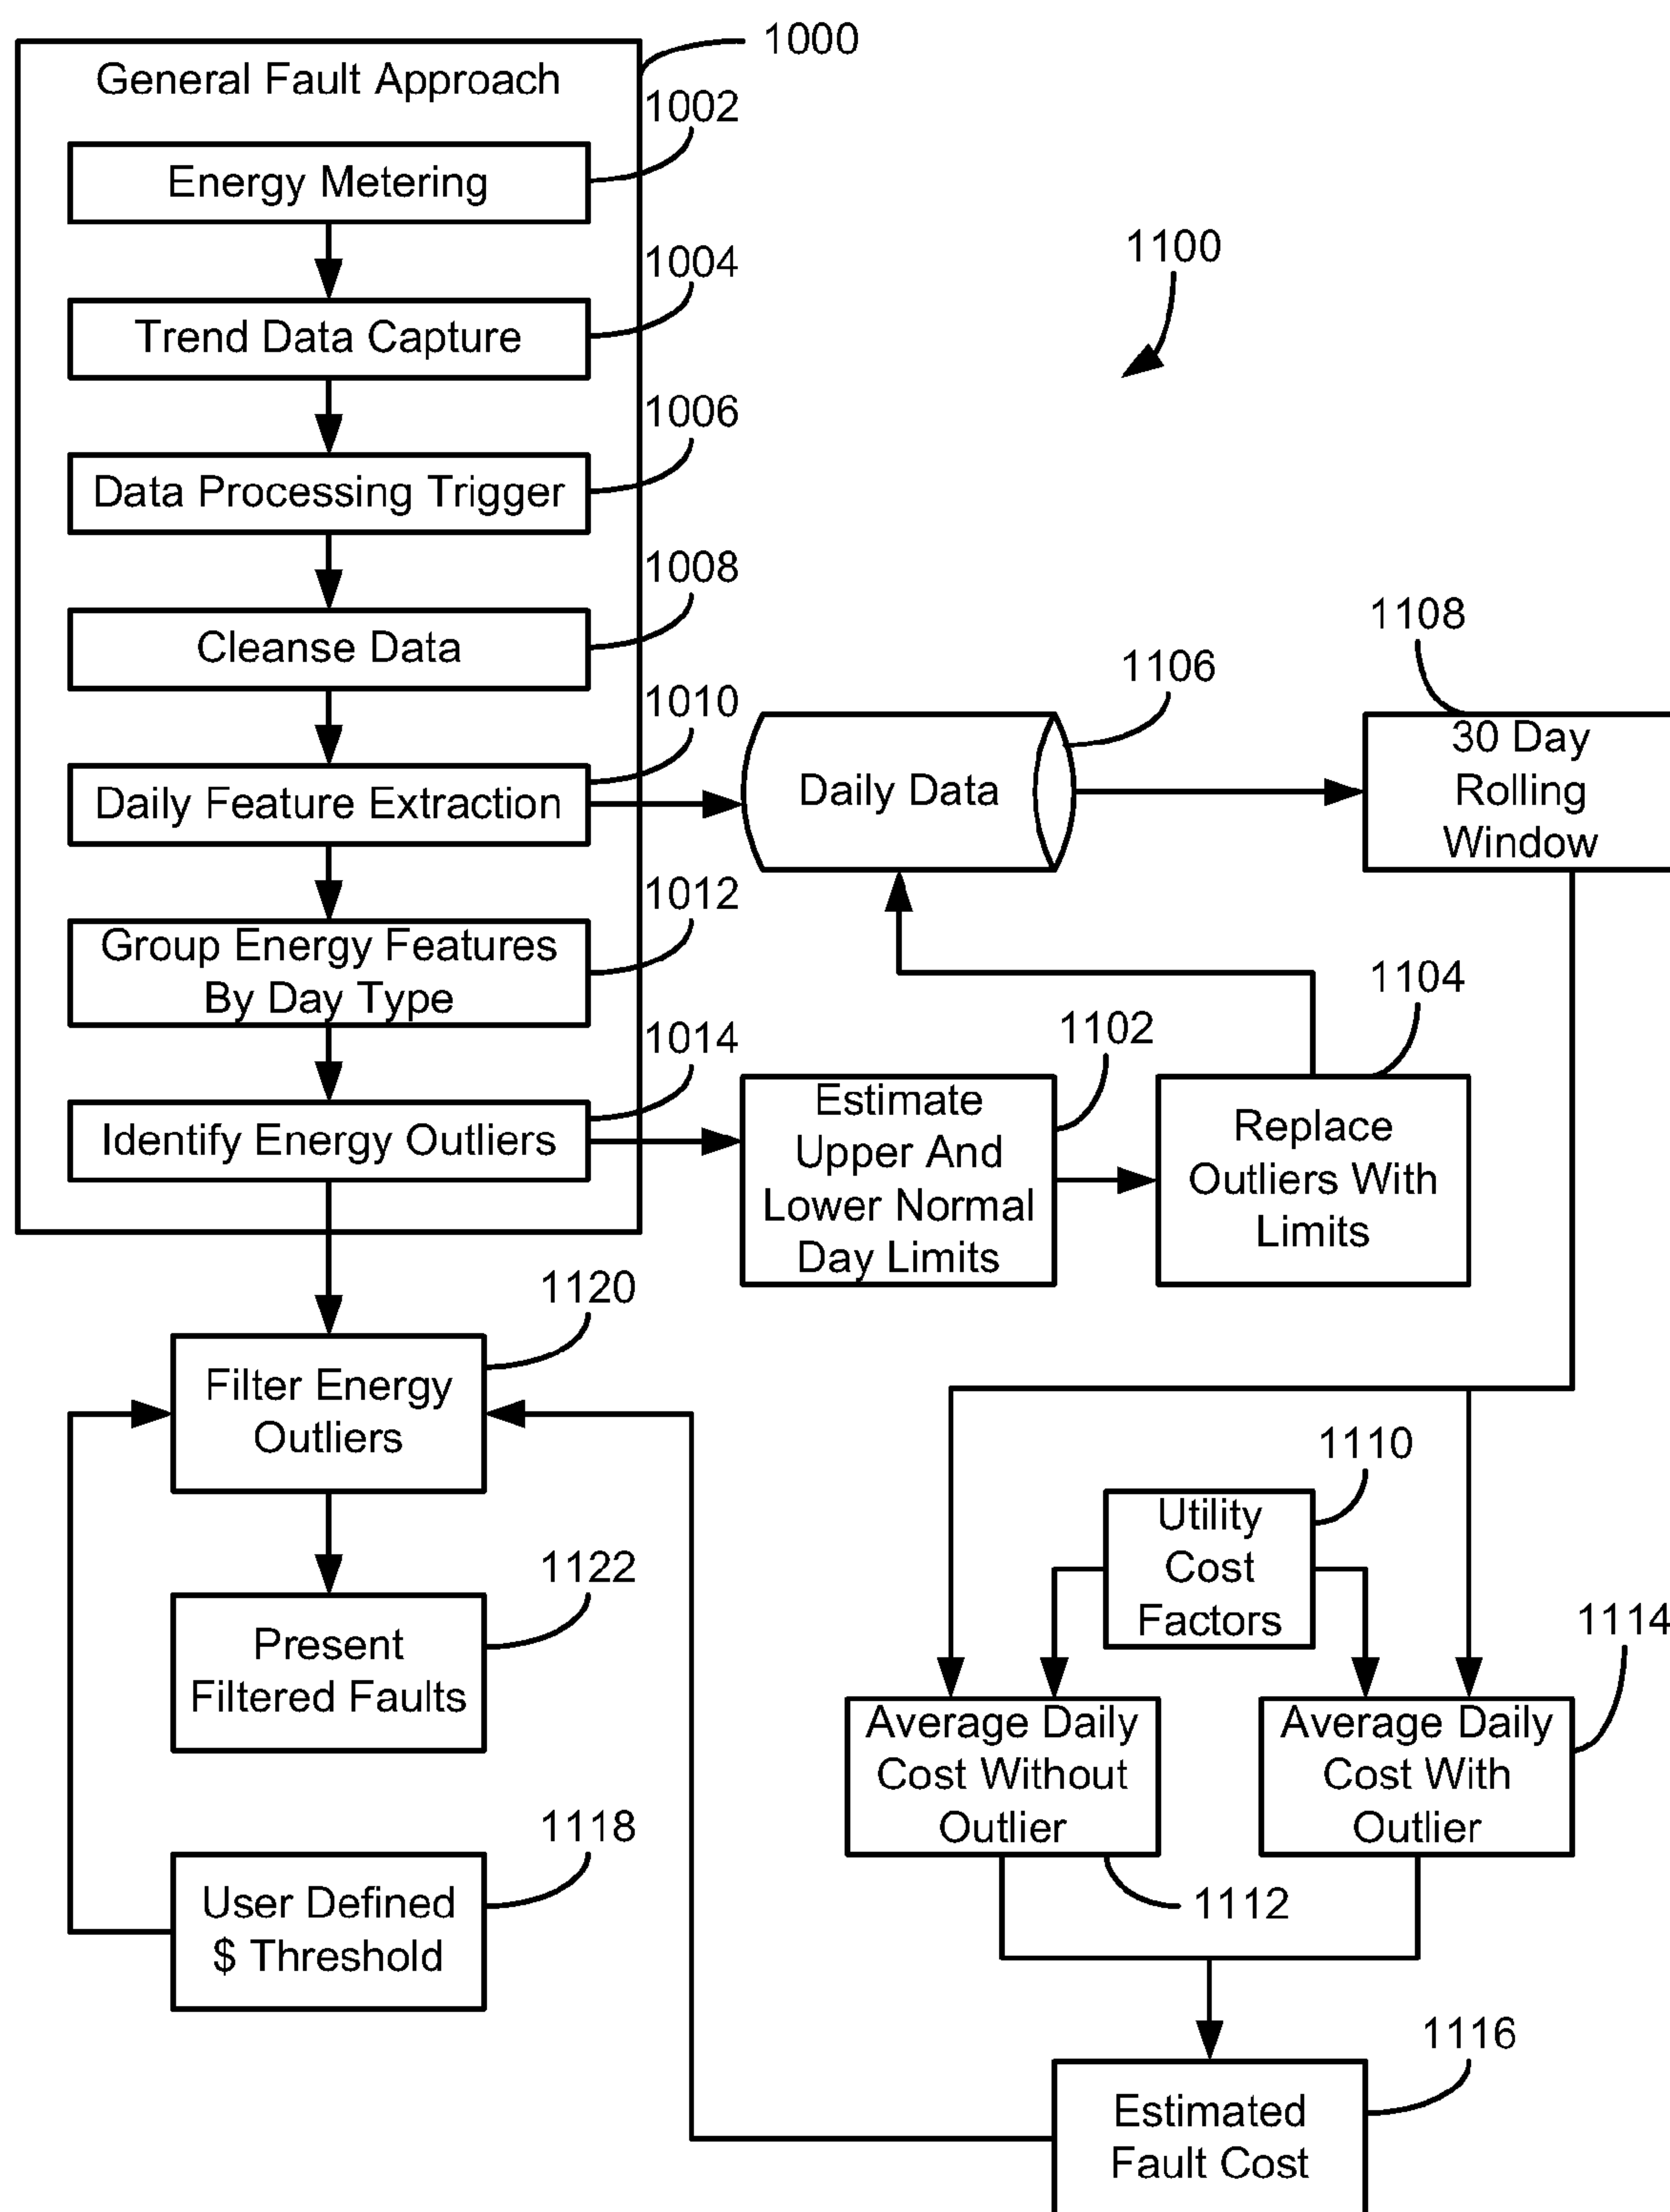 1000
General Fault Approach
1002
Energy Metering
1004
Trend Data Capture
1006
Data Processing Trigger
1008
Cleanse Data
1010
Daily Feature Extraction
1012
Group Energy Features
By Day Type
1014
Identify Energy Outliers
1100
1106
Daily Data
1108
30 Day
Rolling
Window
1102
Estimate
Upper And
Lower Normal
Day Limits
1104
Replace
Outliers With
Limits
1120
Filter Energy
Outliers
1122
Present
Filtered Faults
1118
User Defined
$ Threshold
1110
Utility
Cost
Factors
1114
Average Daily
Cost Without
Outlier
1112
Average Daily
Cost With
Outlier
1116
Estimated
Fault Cost